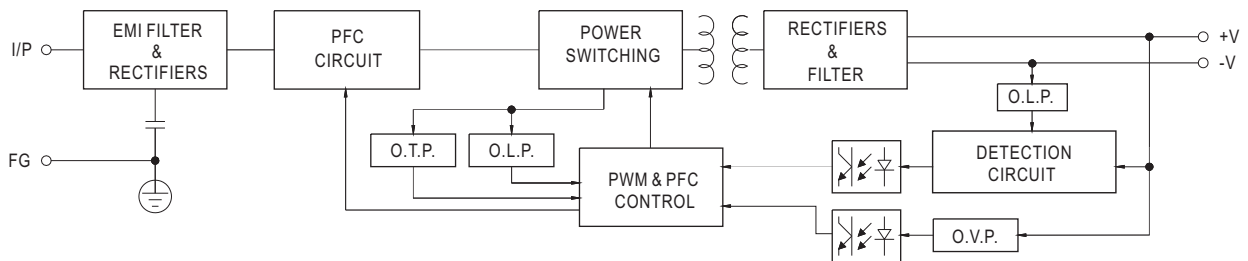 I/P
EMI FILTER
&
RECTIFIERS
PFC
CIRCUIT
POWER
SWITCHING
RECTIFIERS
&
FILTER
+V
-V
O.L.P.
O.T.P.
O.L.P.
FG
PWM & PFC
CONTROL
DETECTION
CIRCUIT
O.V.P.